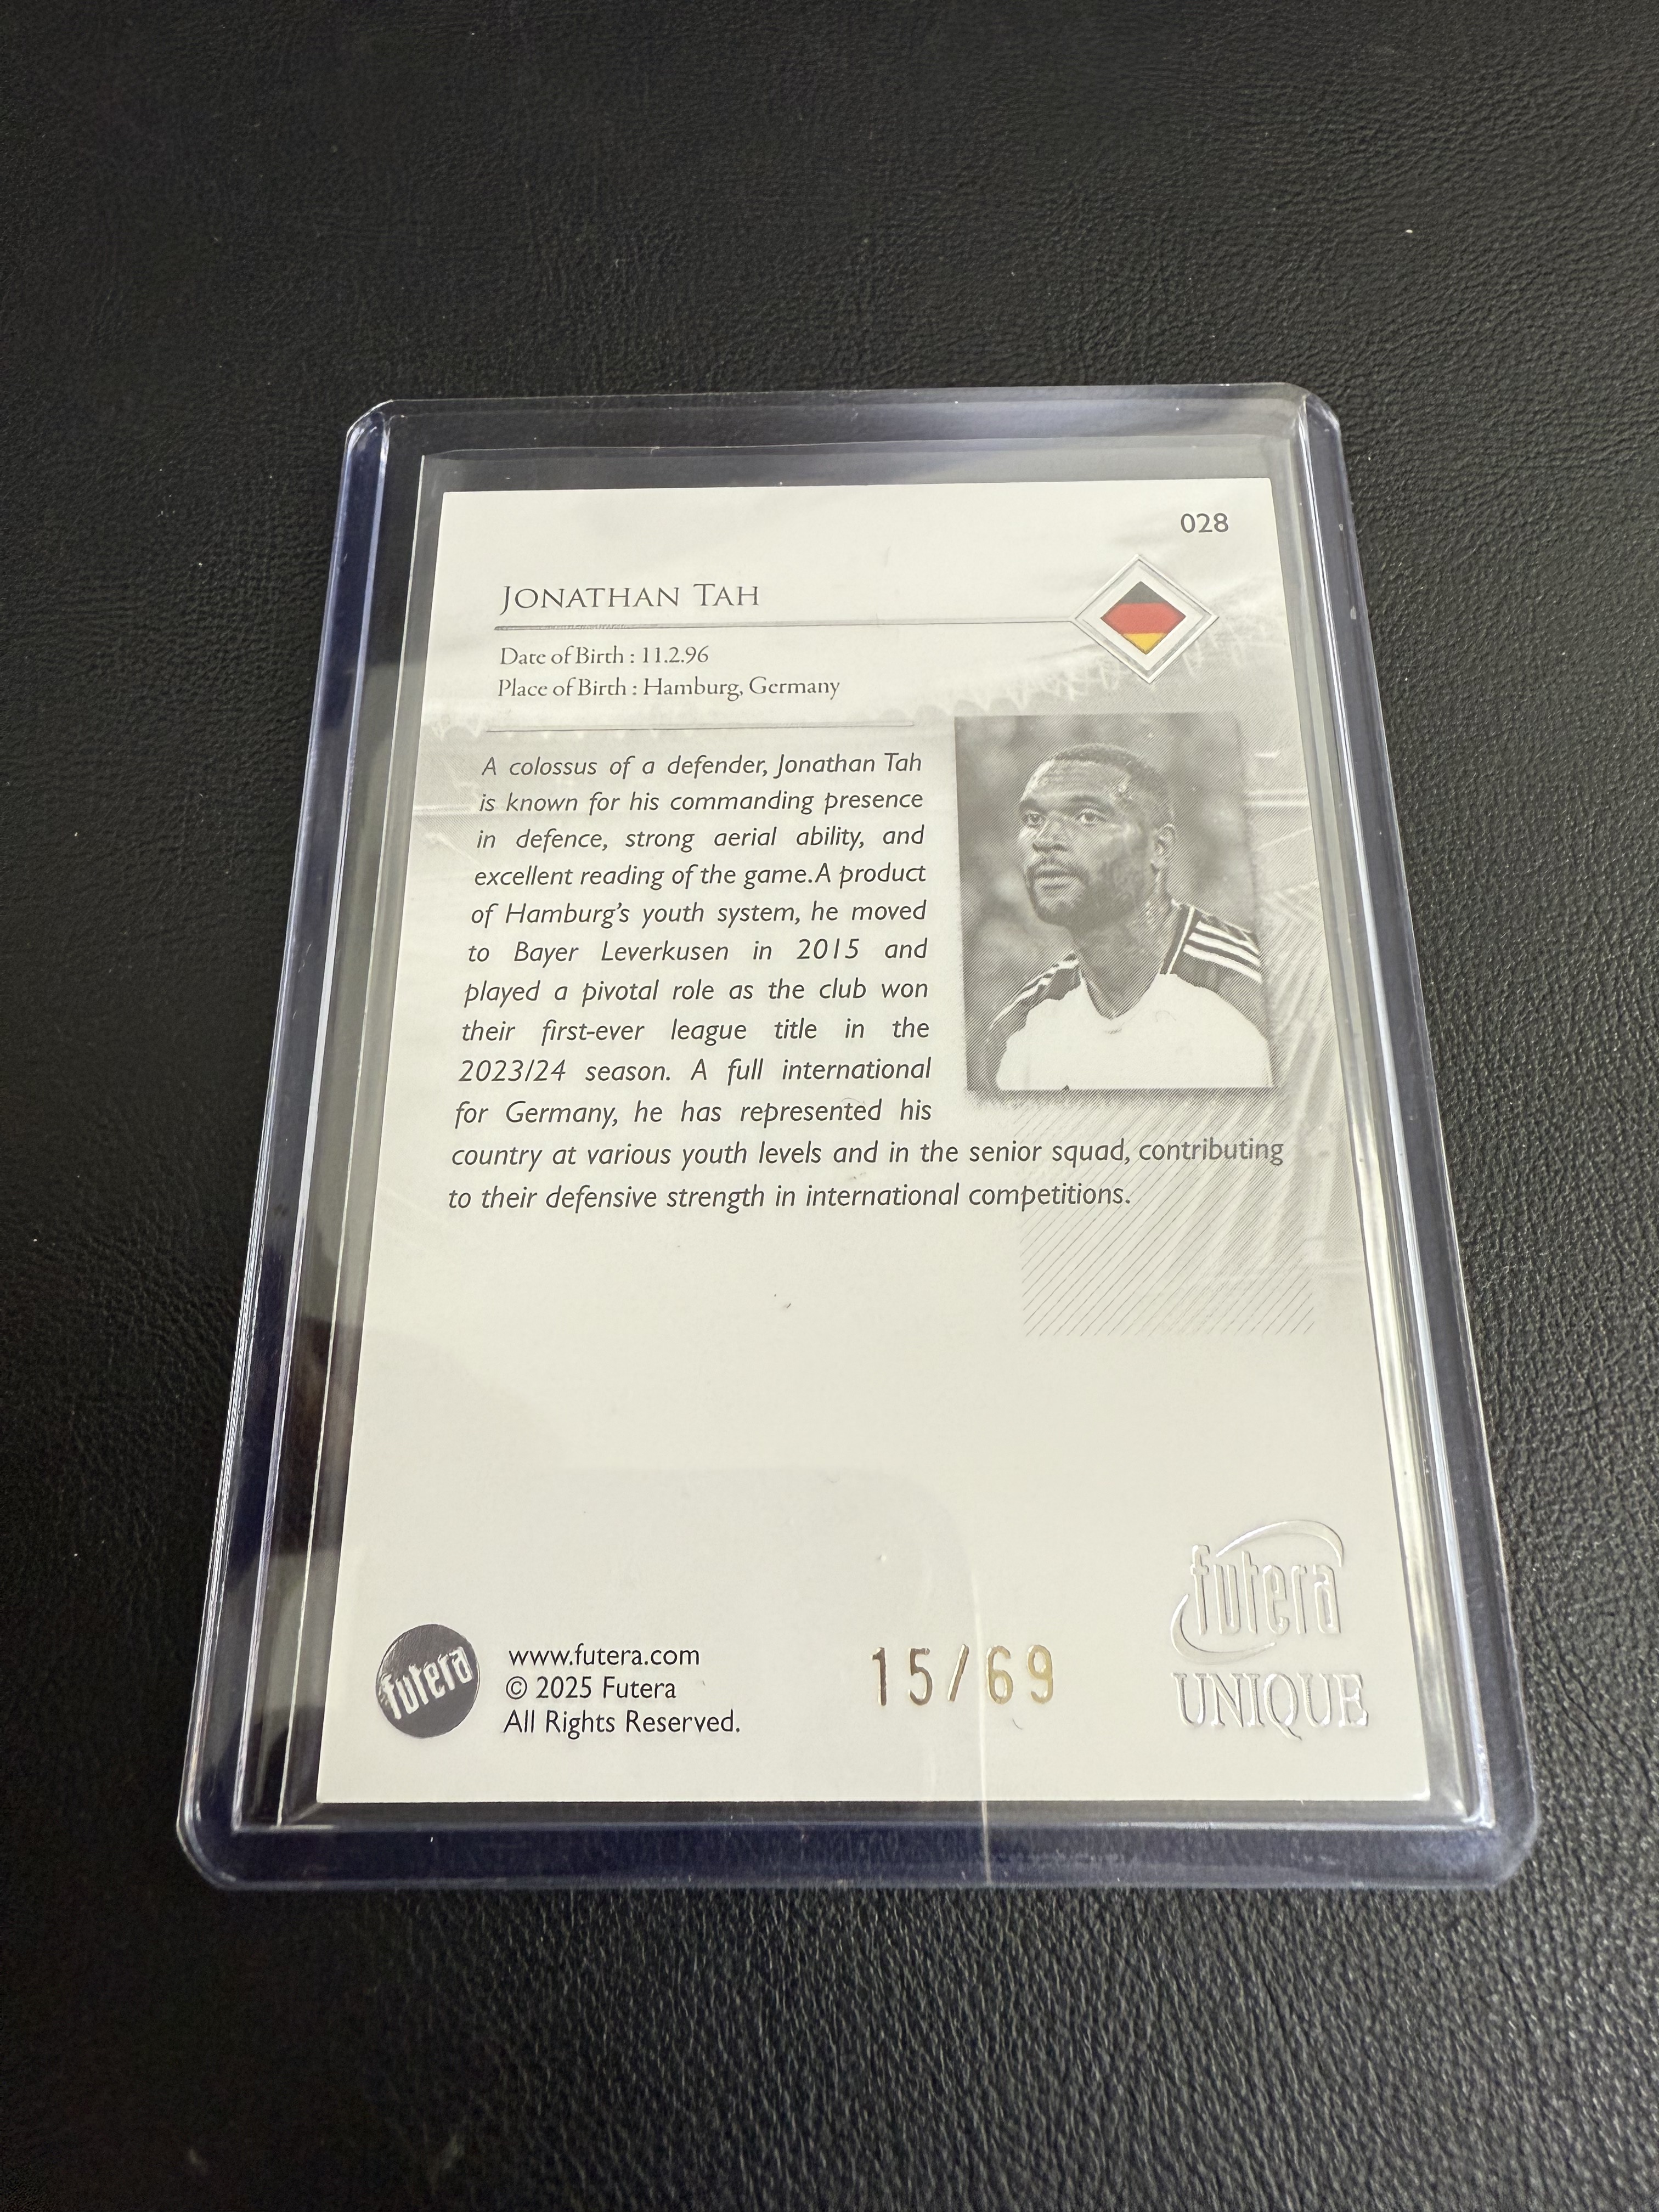 028
JONATHAN TAH
Date of Birth : 11.2.96
Place of Birth : Hamburg, Germany
A colossus of a defender, Jonathan Tah
is known for his commanding presence
in defence, strong aerial ability, and
excellent reading of the game. A product
of Hamburg's youth system, he moved
to Bayer Leverkusen in 2015 and
played a pivotal role as the club won
their first-ever league title in the
2023/24 season. A full international
for Germany, he has represented his
country at various youth levels and in the senior squad, contributing
to their defensive strength in international competitions.
futera
www.futera.com
© 2025 Futera
All Rights Reserved.
15/69
futera
UNIQUE